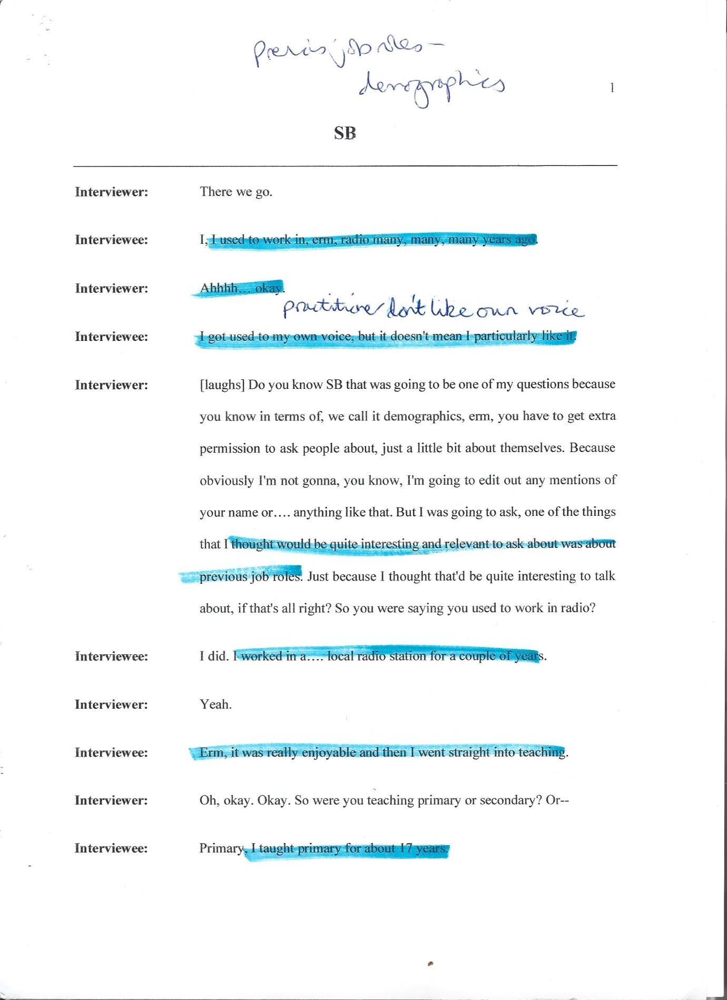 Previous job roles –
demographics
1
SB
Interviewer: There we go.
Interviewee: I, I used to work in, erm, radio many, many, many years ago.
Interviewer: Ahhhh… okay.
practitioner don't like own voice
Interviewee: I got used to my own voice, but it doesn't mean I particularly like it.
Interviewer: [laughs] Do you know SB that was going to be one of my questions because
you know in terms of, we call it demographics, erm, you have to get extra
permission to ask people about, just a little bit about themselves. Because
obviously I'm not gonna, you know, I'm going to edit out any mentions of
your name or…. anything like that. But I was going to ask, one of the things
that I thought would be quite interesting and relevant to ask about was about
previous job roles. Just because I thought that'd be quite interesting to talk
about, if that's all right? So you were saying you used to work in radio?
Interviewee: I did. I worked in a…. local radio station for a couple of years.
Interviewer: Yeah.
Interviewee: Erm, it was really enjoyable and then I went straight into teaching.
Interviewer: Oh, okay. Okay. So were you teaching primary or secondary? Or--
Interviewee: Primary, I taught primary for about 17 years.